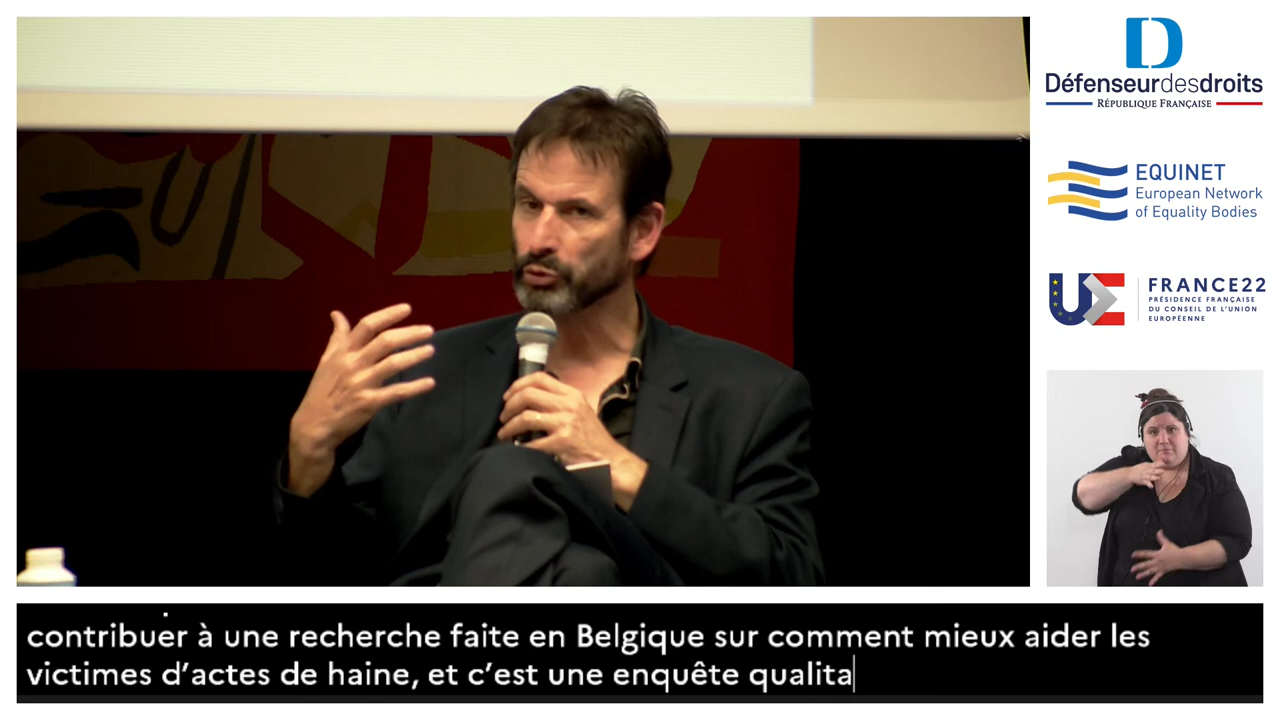 D
Défenseurdesdroits
RÉPUBLIQUE FRANÇAISE
EQUINET
European Network
of Equality Bodies
UE
FRANCE22
PRÉSIDENCE FRANÇAISE
DU CONSEIL DE L'UNION
EUROPÉENNE
contribuer à une recherche faite en Belgique sur comment mieux aider les
victimes d'actes de haine, et c'est une enquête qualita